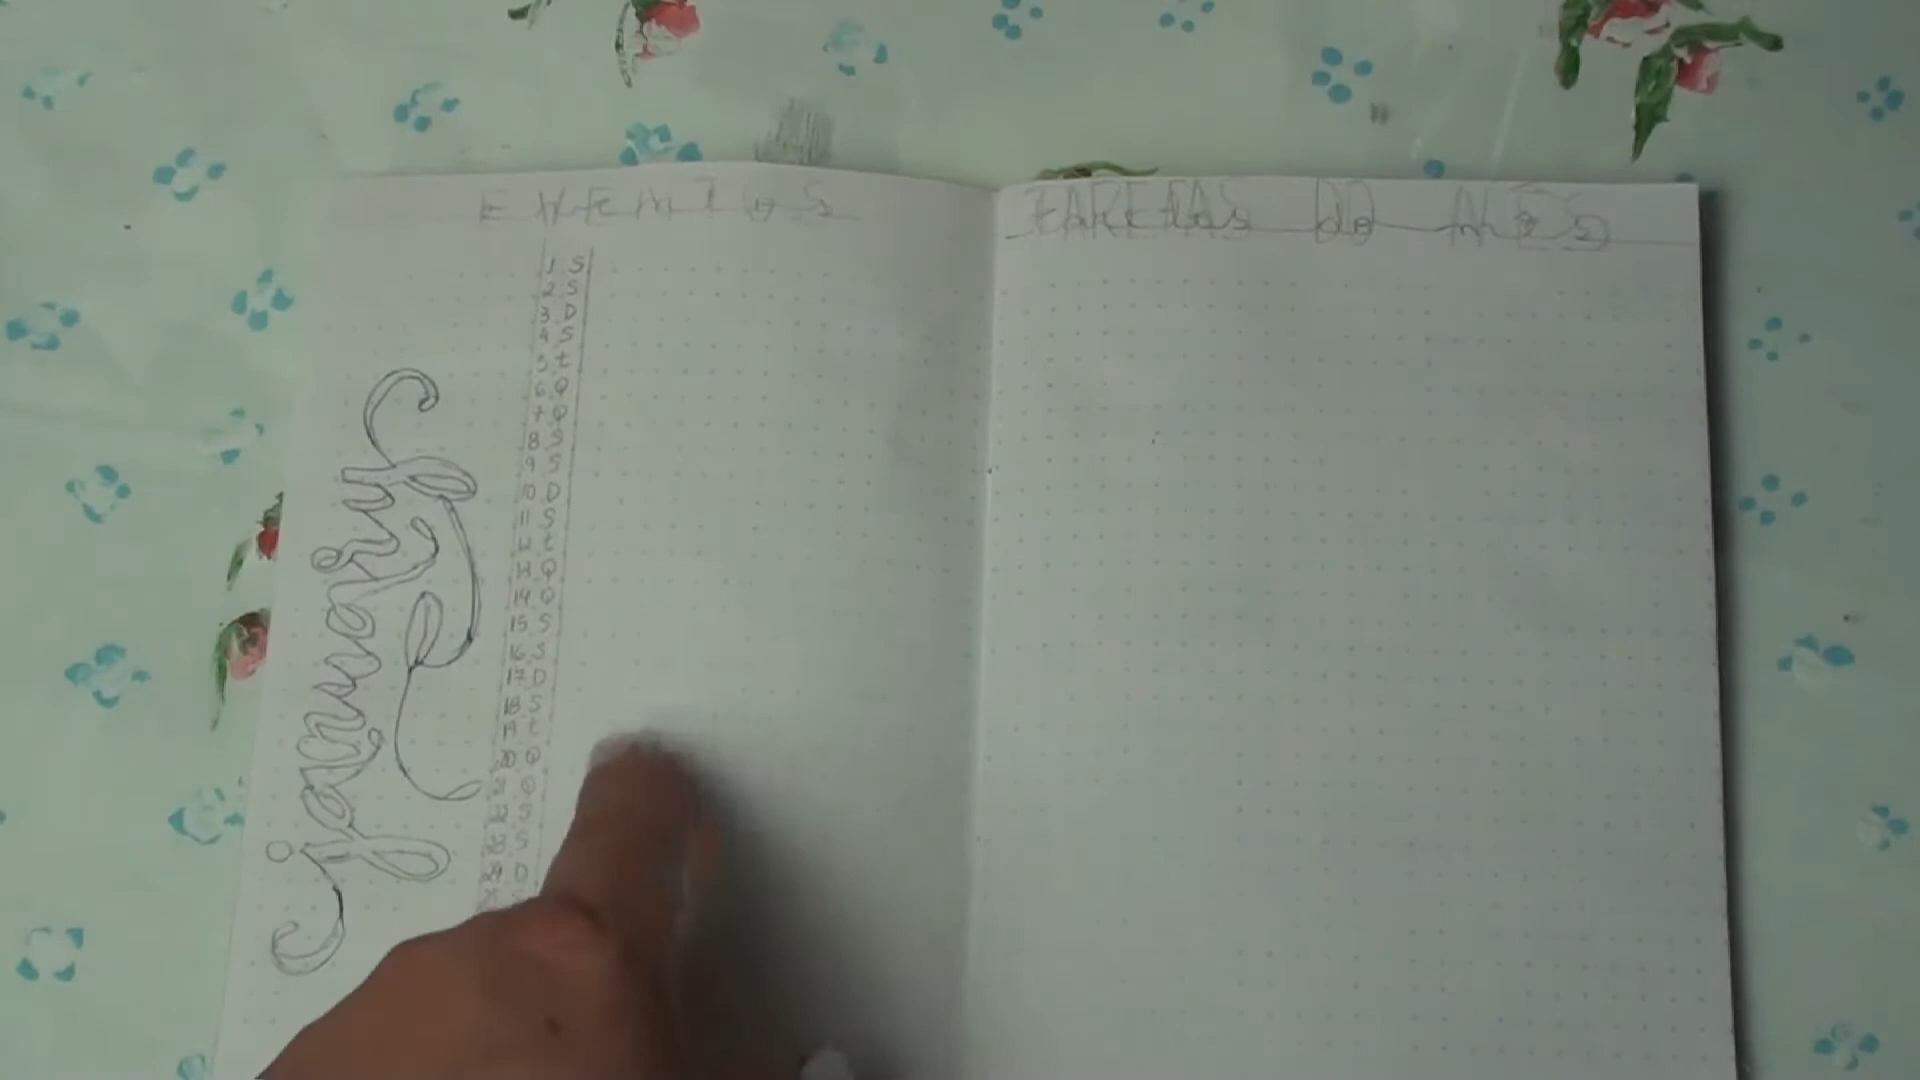 EVENTOS
TAREFAS DO MÊS
January
1 S
2 S
3 D
4 S
5 t
6 Q
7 Q
8 S
9 S
10 D
11 S
12 t
13 Q
14 Q
15 S
16 S
17 D
18 S
19 t
20 Q
21 Q
22 S
23 S
24 D